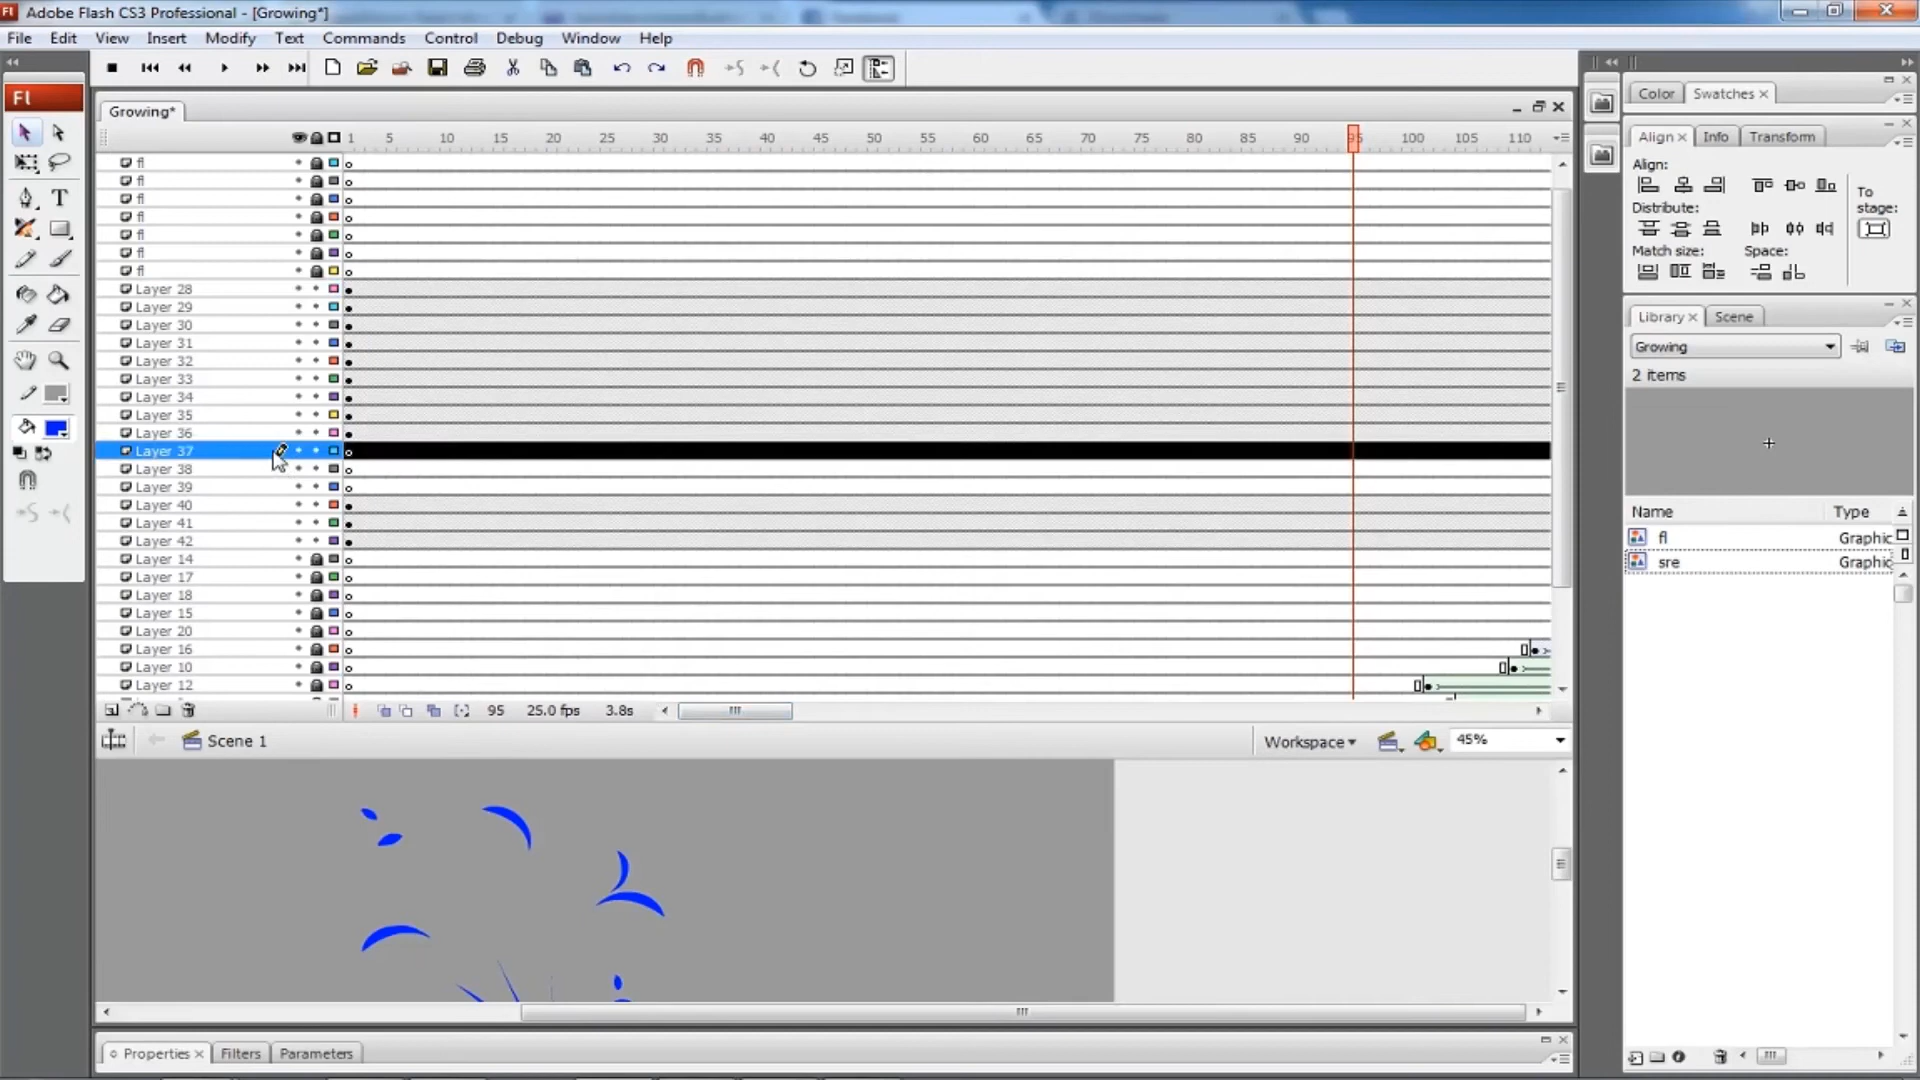 Fl Adobe Flash CS3 Professional - [Growing*]
File Edit View Insert Modify Text Commands Control Debug Window Help
Fl
Growing*
1 5 10 15 20 25 30 35 40 45 50 55 60 65 70 75 80 85 90 95 100 105 110
fl
fl
fl
fl
fl
fl
fl
Layer 28
Layer 29
Layer 30
Layer 31
Layer 32
Layer 33
Layer 34
Layer 35
Layer 36
Layer 37
Layer 38
Layer 39
Layer 40
Layer 41
Layer 42
Layer 14
Layer 17
Layer 18
Layer 15
Layer 20
Layer 16
Layer 10
Layer 12
95 25.0 fps 3.8s
Scene 1
Workspace
45%
Properties Filters Parameters
Color Swatches
Align Info Transform
Align:
To
stage:
Distribute:
Match size: Space:
Library Scene
Growing
2 items
Name Type
fl Graphic
sre Graphic